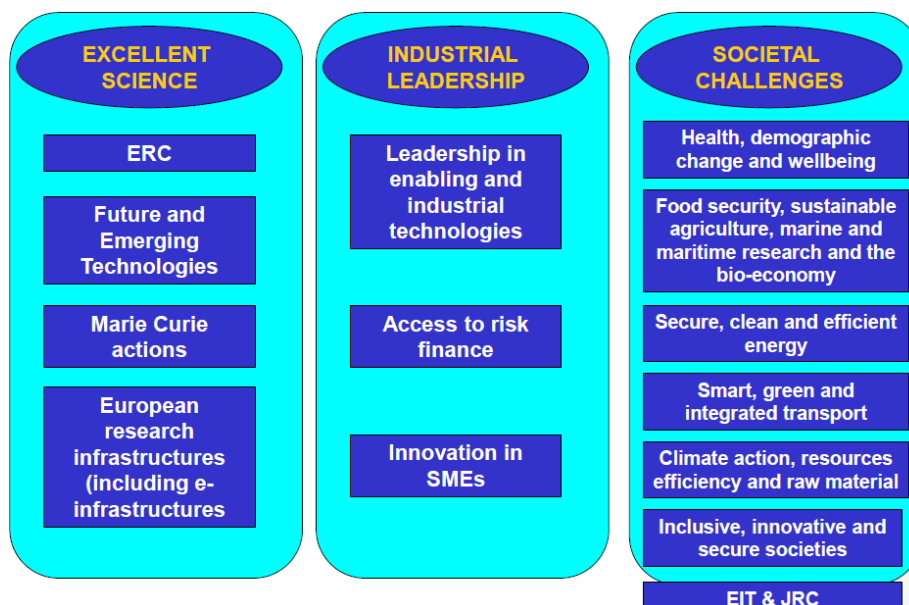 EXCELLENT
SCIENCE
ERC
Future and
Emerging
Technologies
Marie Curie
actions
European
research
infrastructures
(including e-
infrastructures
INDUSTRIAL
LEADERSHIP
Leadership in
enabling and
industrial
technologies
Access to risk
finance
Innovation in
SMEs
SOCIETAL
CHALLENGES
Health, demographic
change and wellbeing
Food security, sustainable
agriculture, marine and
maritime research and the
bio-economy
Secure, clean and efficient
energy
Smart, green and
integrated transport
Climate action, resources
efficiency and raw material
Inclusive, innovative and
secure societies
EIT & JRC